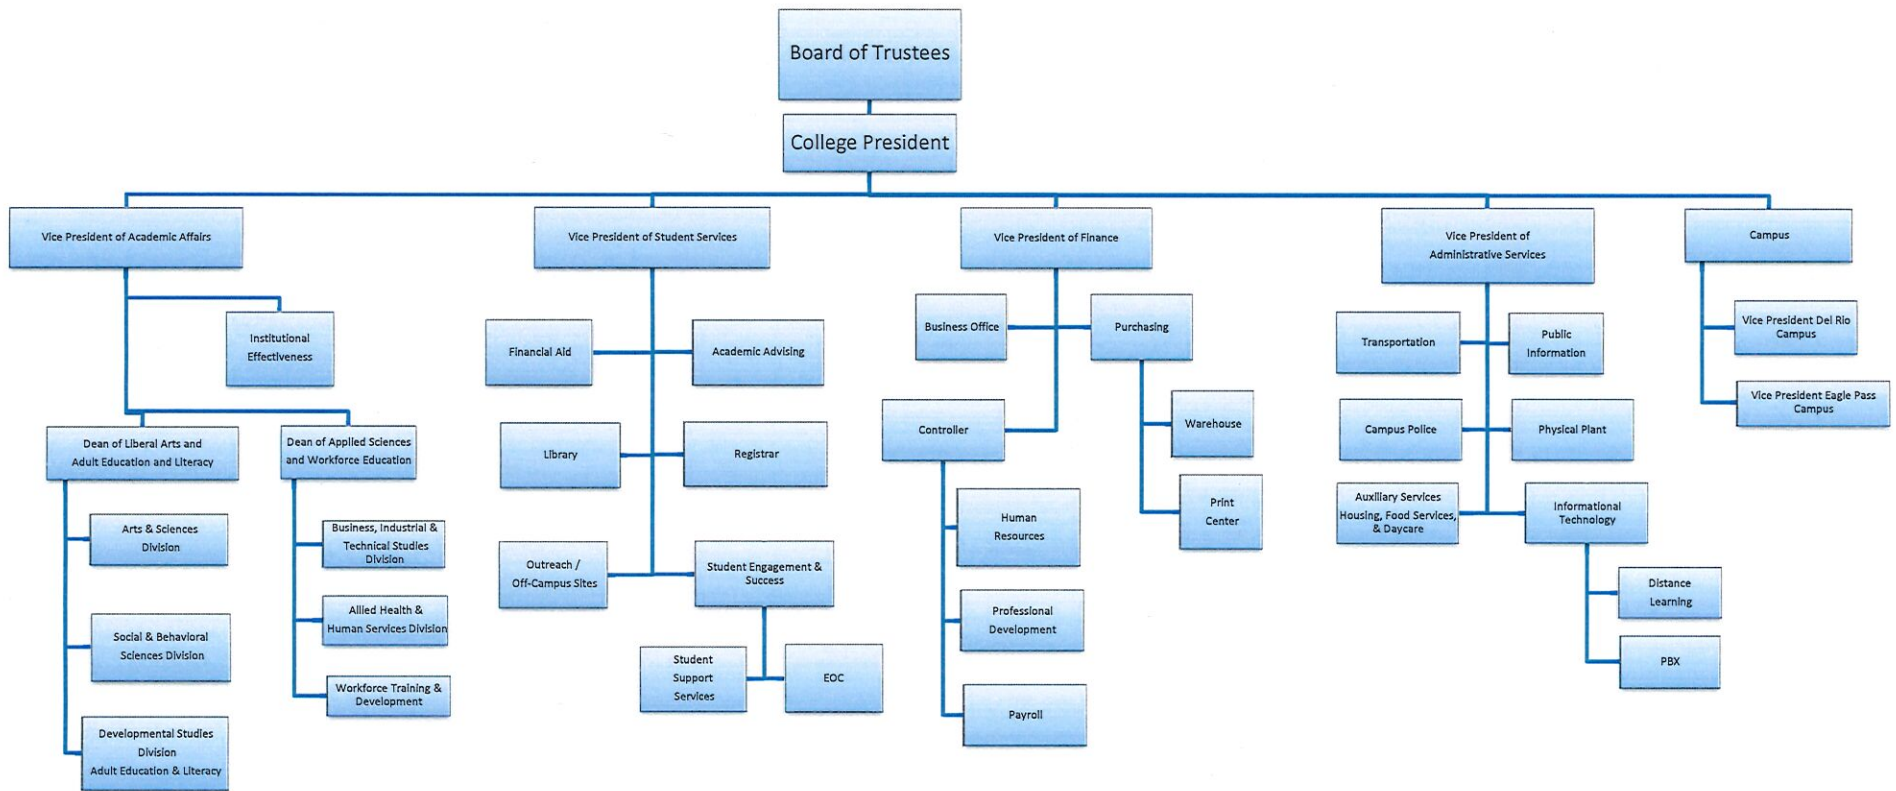 Board of Trustees
College President
Vice President of Academic Affairs
Institutional
Effectiveness
Dean of Liberal Arts and
Adult Education and Literacy
Arts & Sciences
Division
Social & Behavioral
Sciences Division
Developmental Studies
Division
Adult Education & Literacy
Dean of Applied Sciences
and Workforce Education
Business, Industrial &
Technical Studies
Division
Allied Health &
Human Services Division
Workforce Training &
Development
Vice President of Student Services
Financial Aid
Academic Advising
Library
Registrar
Outreach /
Off-Campus Sites
Student Engagement &
Success
Student
Support
Services
EOC
Vice President of Finance
Business Office
Purchasing
Warehouse
Print
Center
Controller
Human
Resources
Professional
Development
Payroll
Vice President of
Administrative Services
Transportation
Public
Information
Campus Police
Physical Plant
Auxiliary Services
Housing, Food Services,
& Daycare
Informational
Technology
Distance
Learning
PBX
Campus
Vice President Del Rio
Campus
Vice President Eagle Pass
Campus